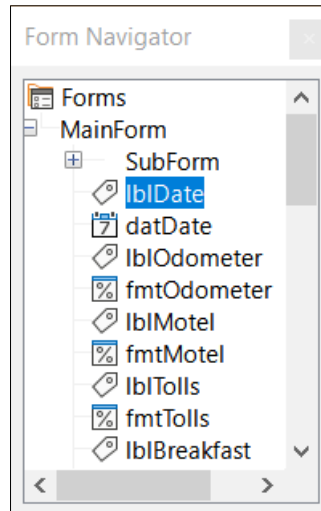 Form Navigator
Forms
MainForm
SubForm
lblDate
datDate
lblOdometer
fmtOdometer
lblMotel
fmtMotel
lblTolls
fmtTolls
lblBreakfast